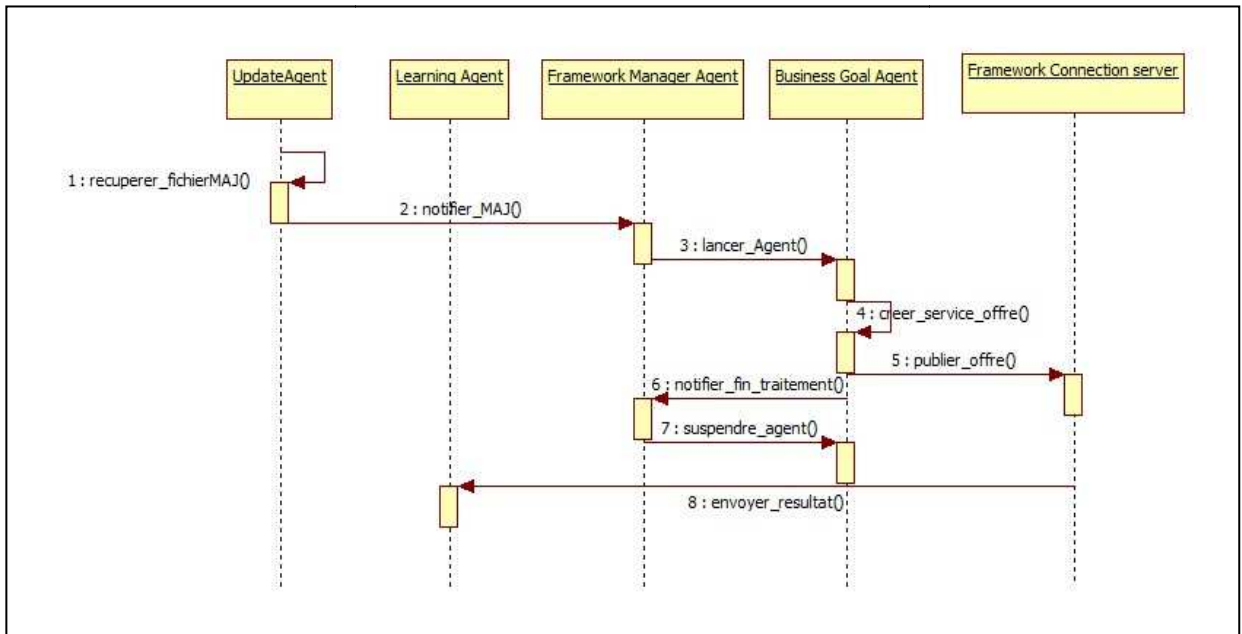 UpdateAgent
Learning Agent
Framework Manager Agent
Business Goal Agent
Framework Connection server
1 : recuperer_fichierMAJ()
2 : notifier_MAJ()
3 : lancer_Agent()
4 : creer_service_offre()
5 : publier_offre()
6 : notifier_fin_traitement()
7 : suspendre_agent()
8 : envoyer_resultat()